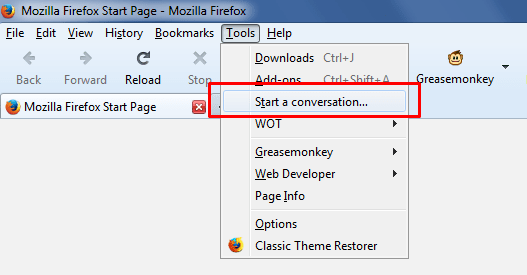 Mozilla Firefox Start Page - Mozilla Firefox
File Edit View History Bookmarks Tools Help
Back Forward Reload Stop
Greasemonkey
Mozilla Firefox Start Page
Downloads Ctrl+J
Add-ons Ctrl+Shift+A
Start a conversation...
WOT
Greasemonkey
Web Developer
Page Info
Options
Classic Theme Restorer